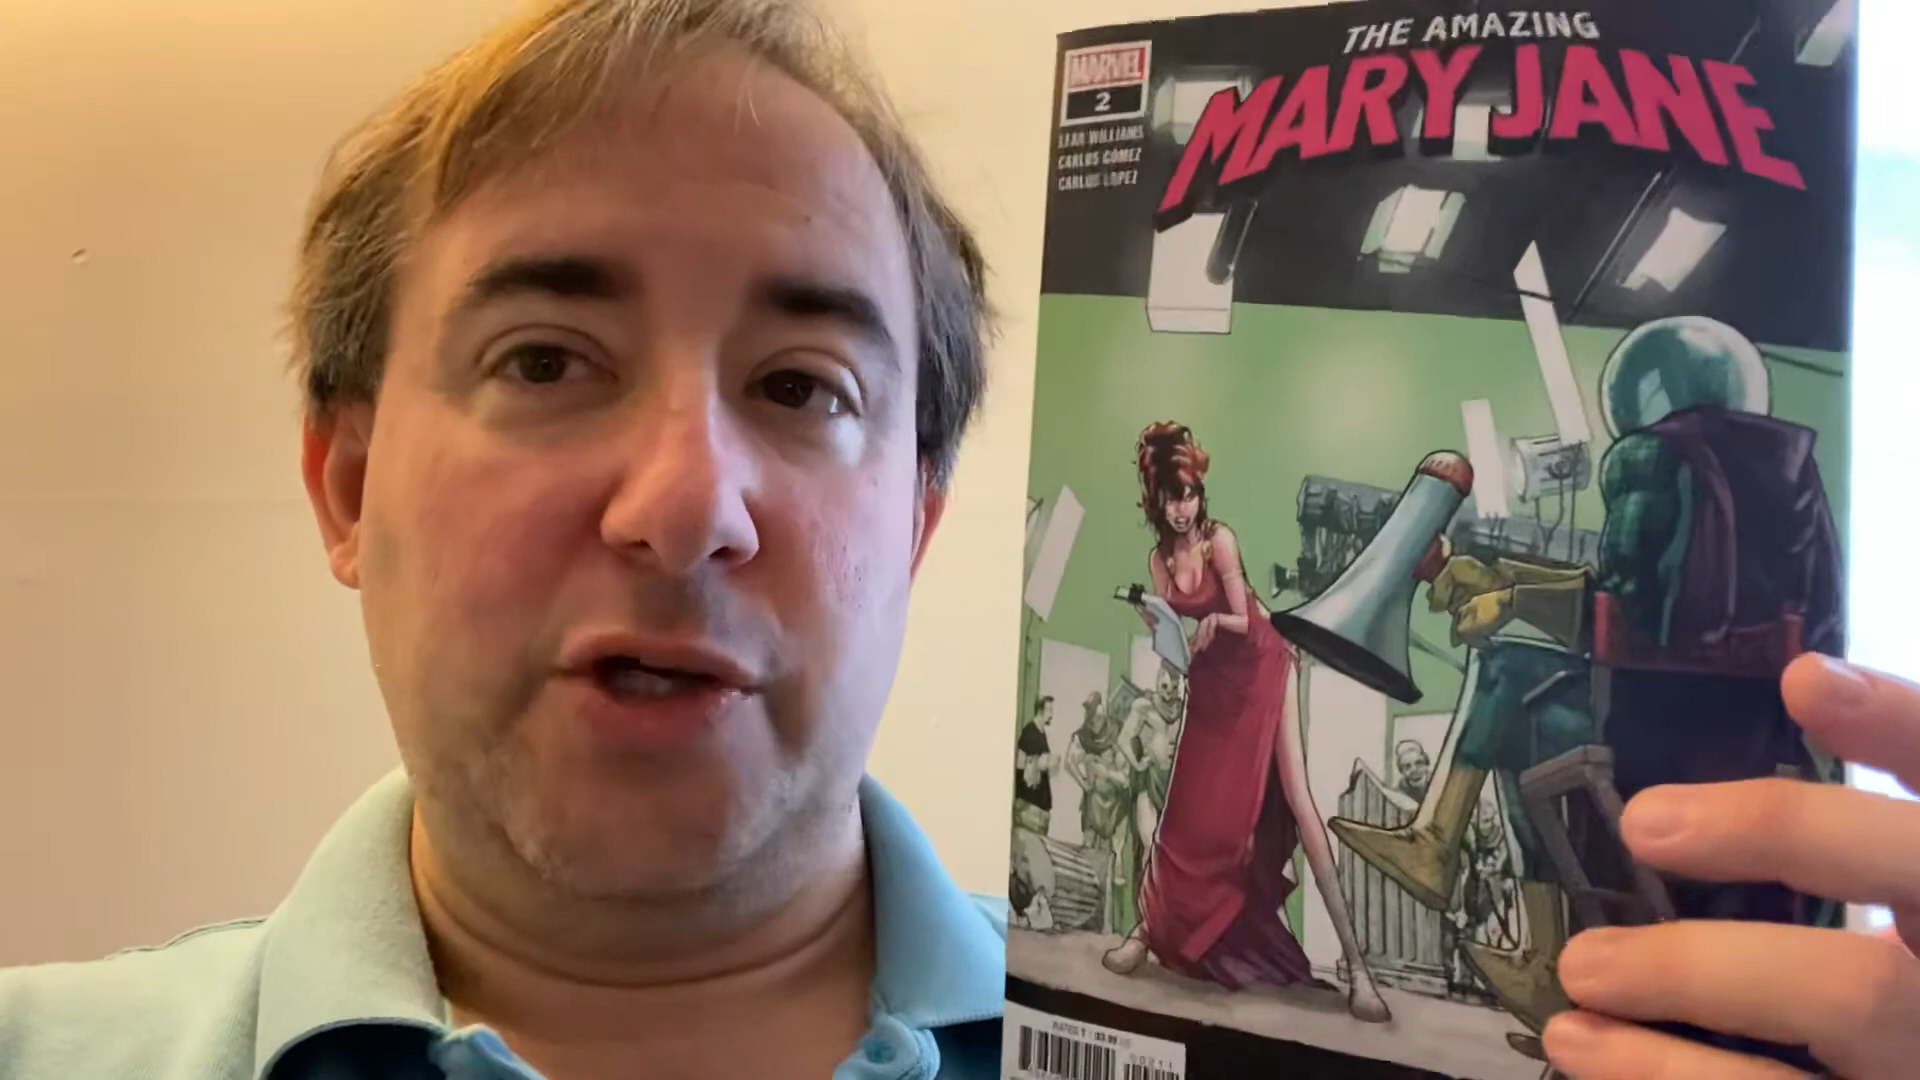 THE AMAZING
MARY JANE
MARVEL
2
LEAH WILLIAMS
CARLOS GÓMEZ
CARLOS LOPEZ